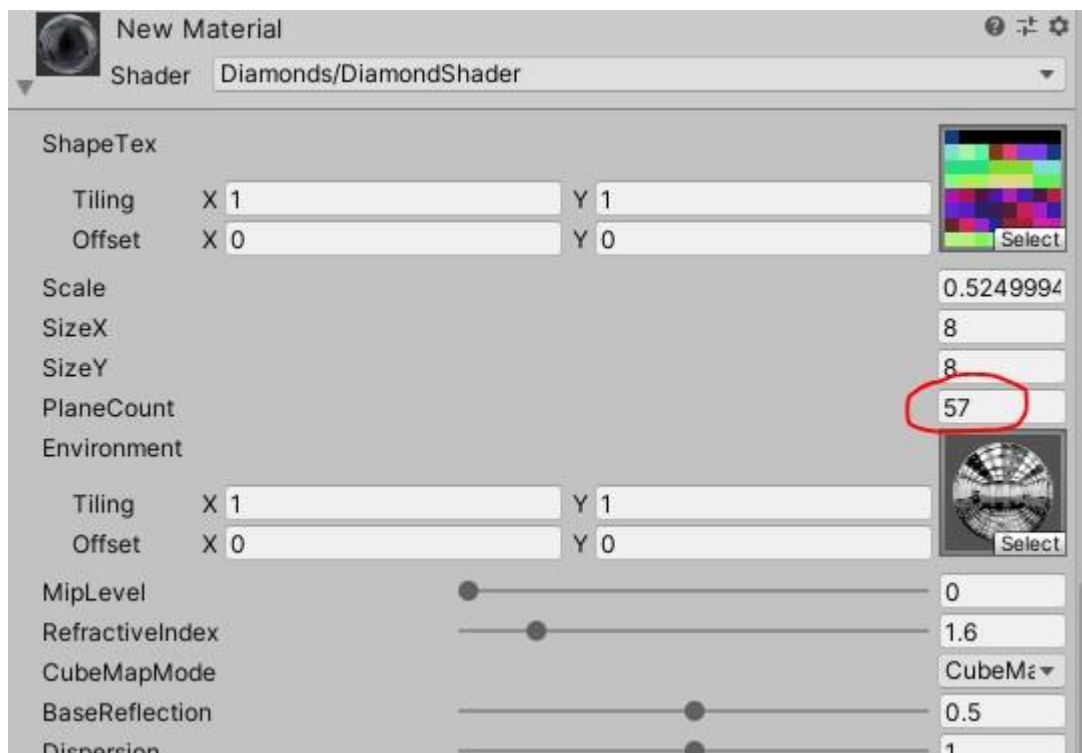 New Material
Shader Diamonds/DiamondShader
ShapeTex
Tiling X 1 Y 1
Offset X 0 Y 0
Select
Scale 0.5249994
SizeX 8
SizeY 8
PlaneCount 57
Environment
Tiling X 1 Y 1
Offset X 0 Y 0
Select
MipLevel 0
RefractiveIndex 1.6
CubeMapMode CubeMa
BaseReflection 0.5
Dispersion 1